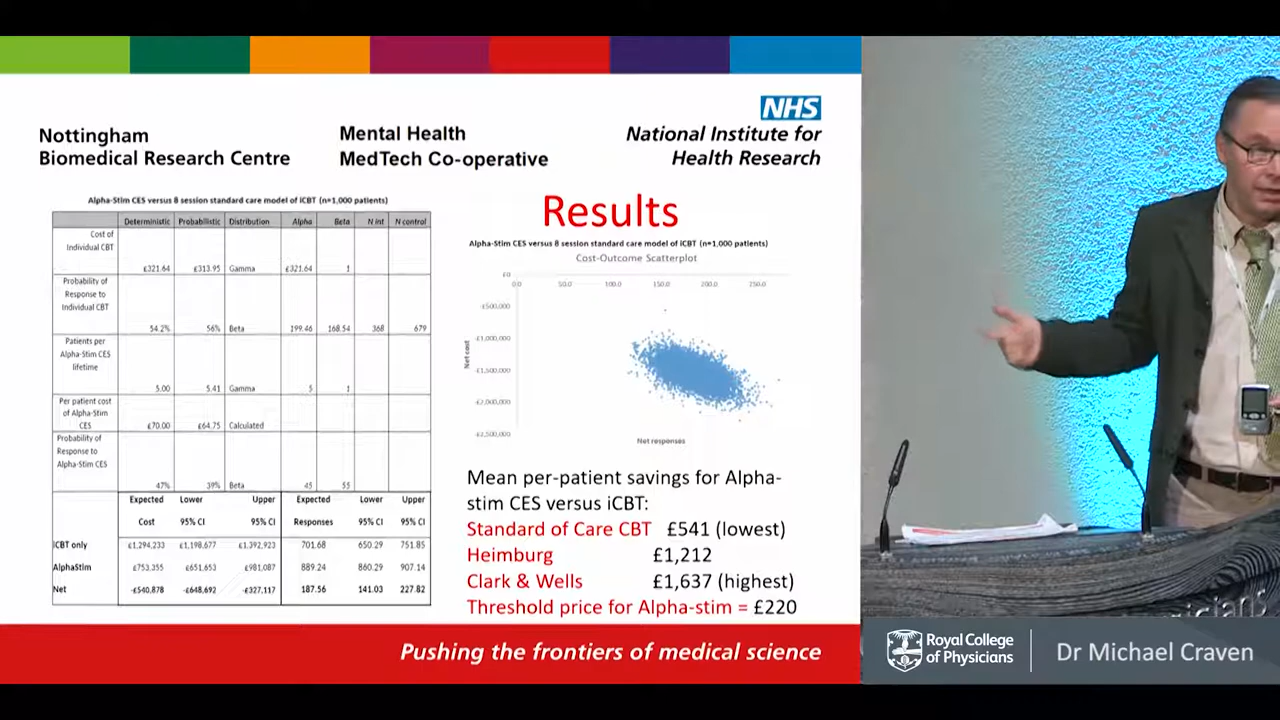 NHS
Nottingham
Biomedical Research Centre
Mental Health
MedTech Co-operative
National Institute for
Health Research
Alpha-Stim CES versus 8 session standard care model of iCBT (n=1,000 patients)
Deterministic Probabilistic Distribution Alpha Beta N int N control
Cost of
Individual CBT
£321.64 £313.95 Gamma £321.64 1
Probability of
Response to
Individual CBT
54.2% 56% Beta 199.46 168.54 368 679
Patients per
Alpha-Stim CES
lifetime
5.00 5.41 Gamma 5 1
Per patient cost
of Alpha-Stim
CES
£70.00 £64.75 Calculated
Probability of
Response to
Alpha-Stim CES
47% 39% Beta 45 55
Expected Lower Upper Expected Lower Upper
Cost 95% CI 95% CI Responses 95% CI 95% CI
iCBT only £1,294,233 £1,198,677 £1,392,923 701.68 650.29 751.85
AlphaStim £753,355 £651,653 £981,087 889.24 860.29 907.14
Net -£540,878 -£648,692 -£327,117 187.56 141.03 227.82
Results
Alpha-Stim CES versus 8 session standard care model of iCBT (n=1,000 patients)
Cost-Outcome Scatterplot
£0
0.0 50.0 100.0 150.0 200.0 250.0
-£500,000
-£1,000,000
-£1,500,000
-£2,000,000
-£2,500,000
Net cost
Net responses
Mean per-patient savings for Alpha-
stim CES versus iCBT:
Standard of Care CBT £541 (lowest)
Heimburg £1,212
Clark & Wells £1,637 (highest)
Threshold price for Alpha-stim = £220
Pushing the frontiers of medical science
Royal College
of Physicians
Dr Michael Craven